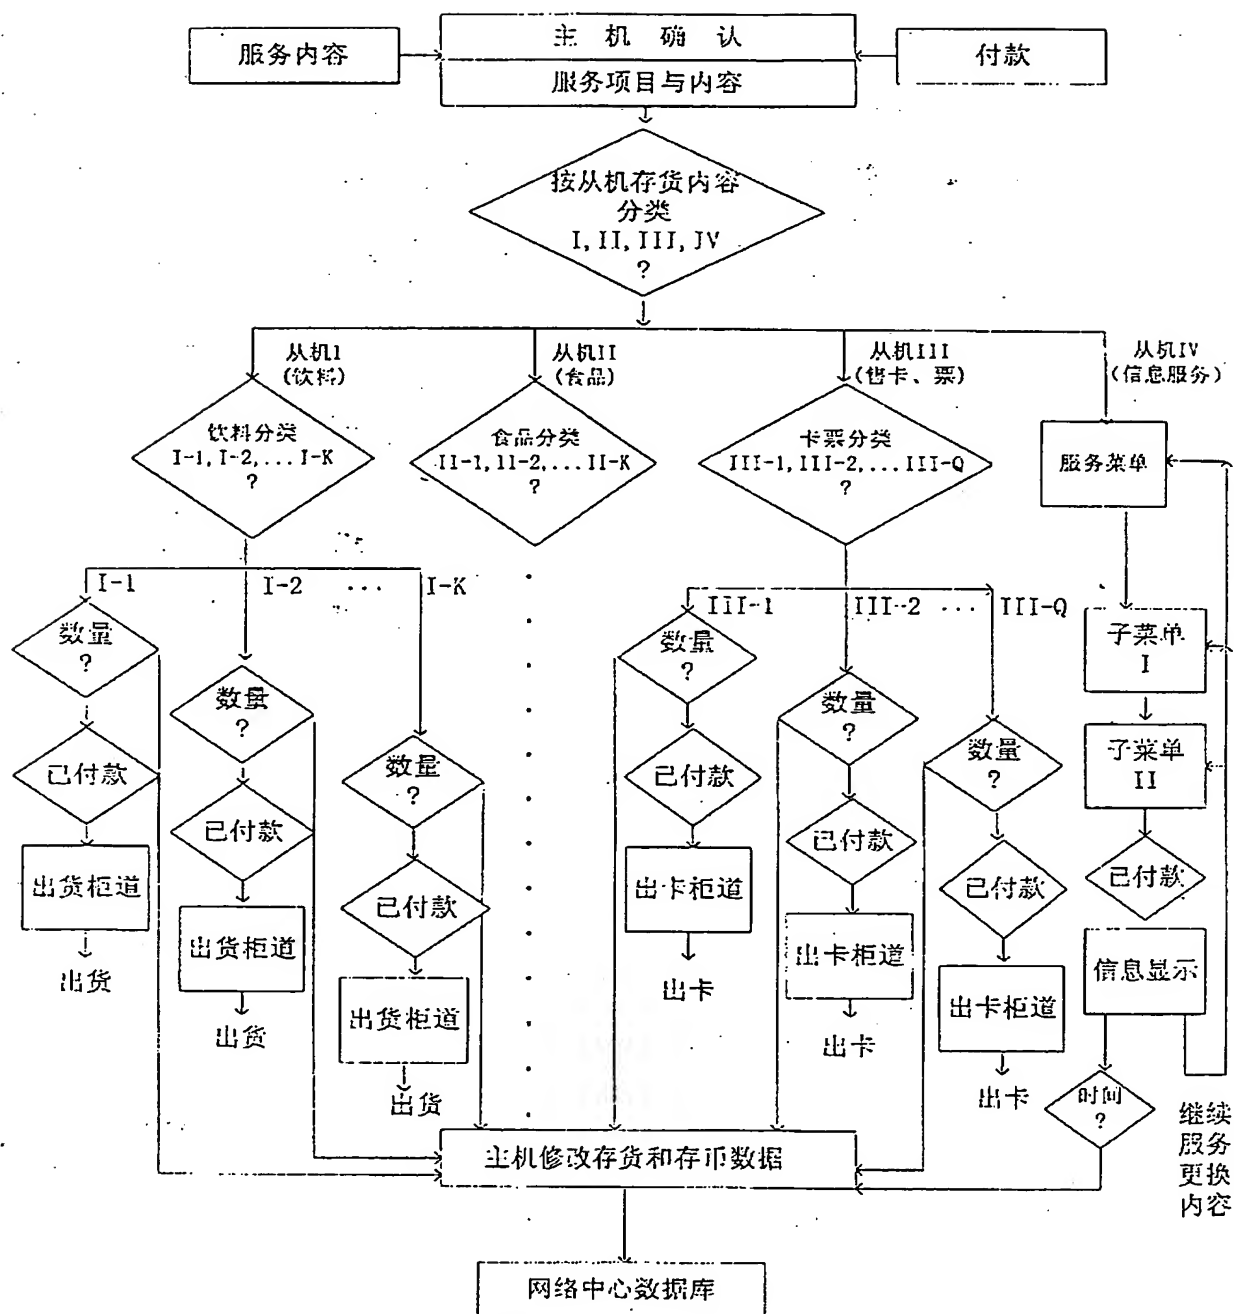 服务内容
主机确认
服务项目与内容
付款
按从机存货内容
分类
I, II, III, IV
?
从机I
(饮料)
从机II
(食品)
从机III
(售卡、票)
从机IV
(信息服务)
饮料分类
I-1, I-2, ... I-K
?
食品分类
II-1, II-2, ... II-K
?
卡票分类
III-1, III-2, ... III-Q
?
服务菜单
I-1
I-2
...
I-K
III-1
III-2
...
III-Q
数量
?
数量
?
数量
?
数量
?
数量
?
数量
?
子菜单
I
子菜单
II
已付款
已付款
已付款
已付款
已付款
已付款
已付款
出货柜道
出货柜道
出货柜道
出卡柜道
出卡柜道
出卡柜道
信息显示
出货
出货
出货
出卡
出卡
出卡
时间
?
继续
服务
更换
内容
主机修改存货和存币数据
网络中心数据库